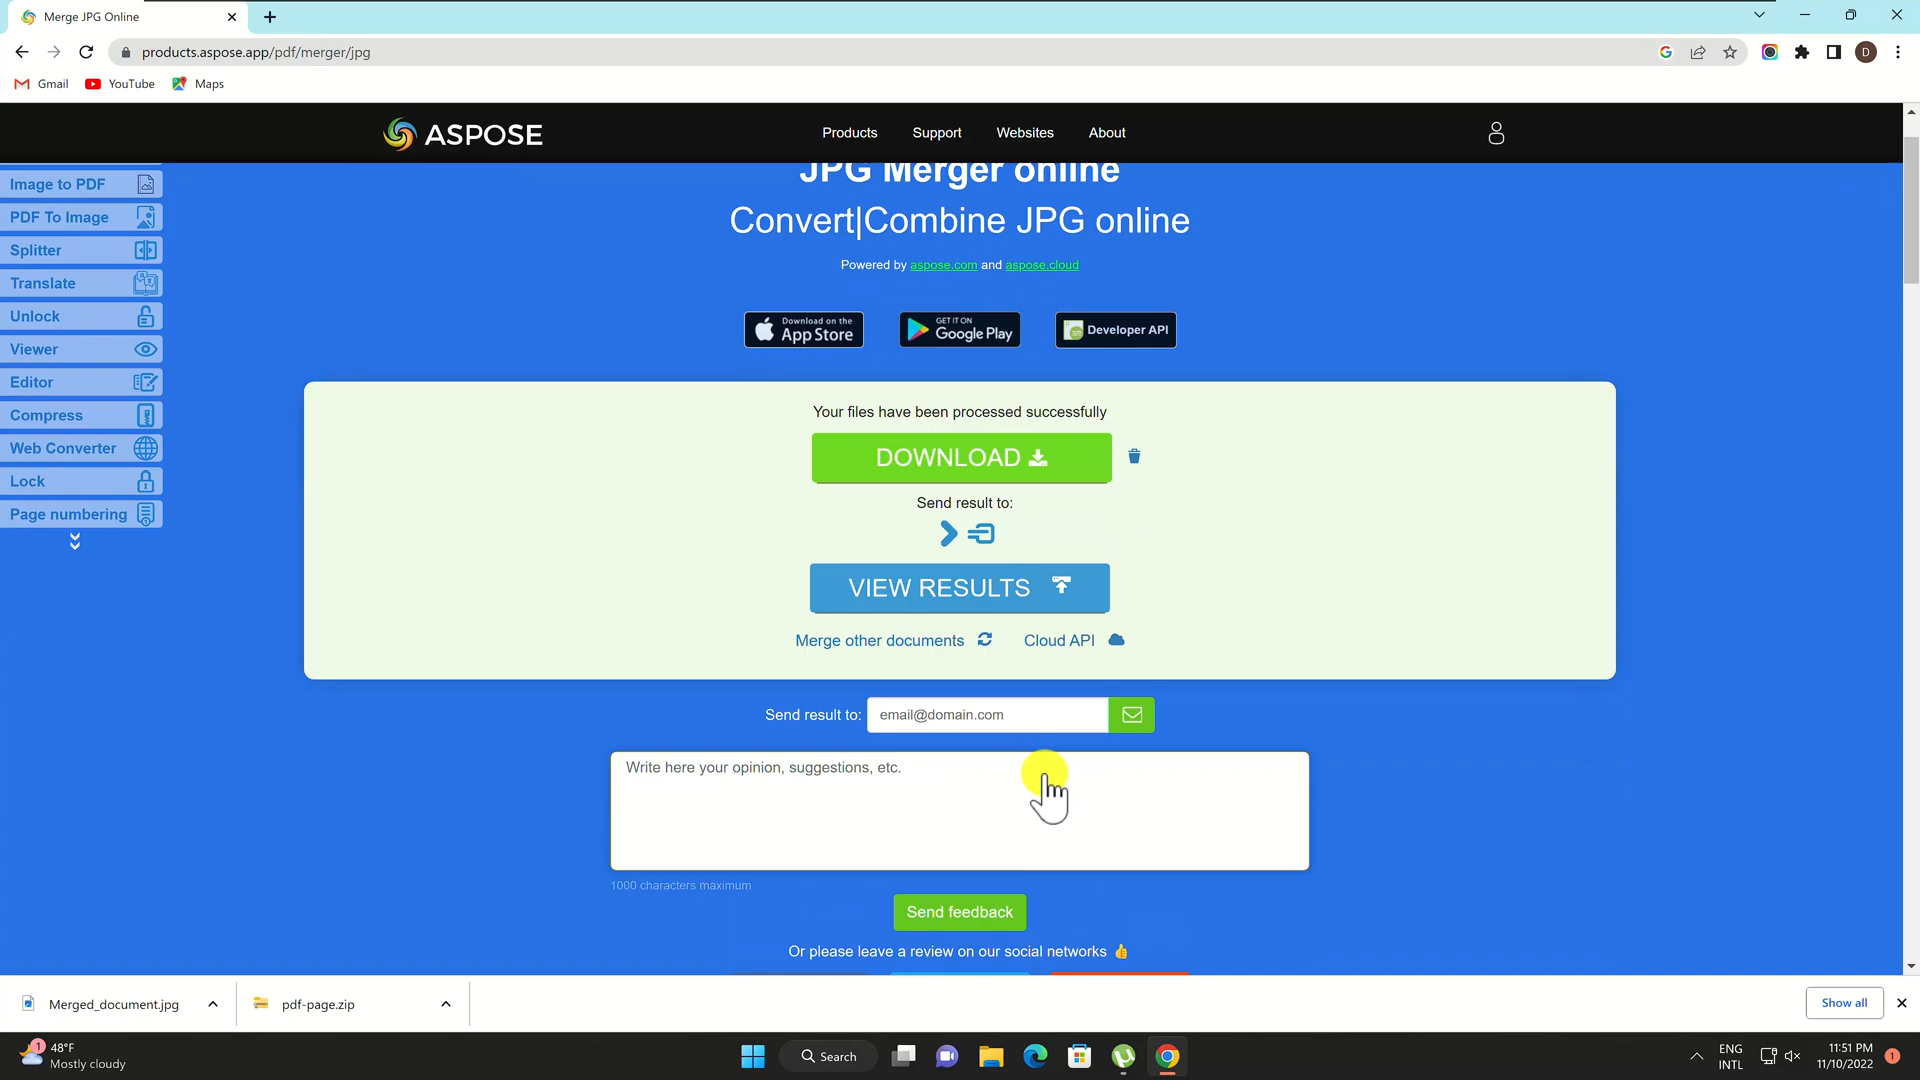 Merge JPG Online
products.aspose.app/pdf/merger/jpg
D
Gmail
YouTube
Maps
ASPOSE
Products
Support
Websites
About
JPG Merger online
Convert|Combine JPG online
Powered by aspose.com and aspose.cloud
Download on the
App Store
GET IT ON
Google Play
Developer API
Image to PDF
PDF To Image
Splitter
Translate
Unlock
Viewer
Editor
Compress
Web Converter
Lock
Page numbering
Your files have been processed successfully
DOWNLOAD
Send result to:
VIEW RESULTS
Merge other documents
Cloud API
Send result to:
email@domain.com
Write here your opinion, suggestions, etc.
1000 characters maximum
Send feedback
Or please leave a review on our social networks 👍
Merged_document.jpg
pdf-page.zip
Show all
1
48°F
Mostly cloudy
Search
ENG
INTL
11:51 PM
11/10/2022
1